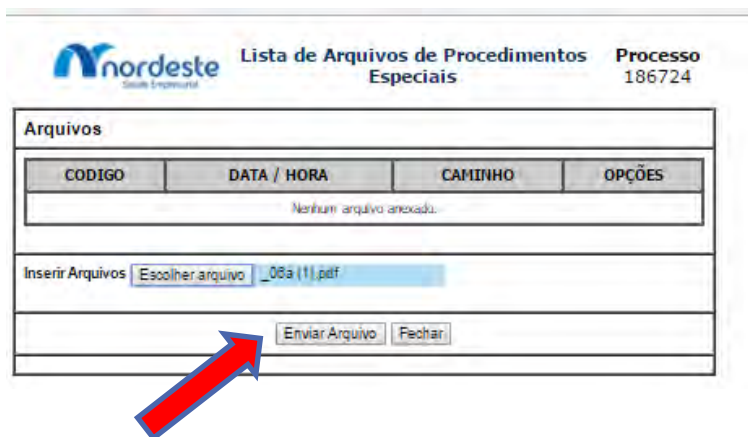 nordeste
Saúde Empresarial
Lista de Arquivos de Procedimentos
Especiais
Processo
186724
Arquivos
CODIGO DATA / HORA CAMINHO OPÇÕES
Nenhum arquivo anexado.
Inserir Arquivos Escolher arquivo _08a (1).pdf
Enviar Arquivo Fechar